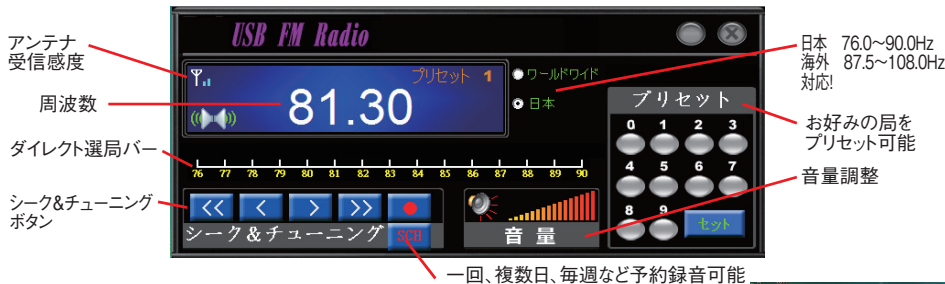 USB FM Radio
アンテナ
受信感度
プリセット 1
ワールドワイド
日本
日本 76.0～90.0Hz
海外 87.5～108.0Hz
対応!
周波数
81.30
プリセット
お好みの局を
プリセット可能
0 1 2 3
ダイレクト選局バー
76 77 78 79 80 81 82 83 84 85 86 87 88 89 90
4 5 6 7
音量調整
シーク&チューニング
ボタン
<< < > >>
8 9
セット
シーク&チューニング
SCH
音量
一回、複数日、毎週など予約録音可能